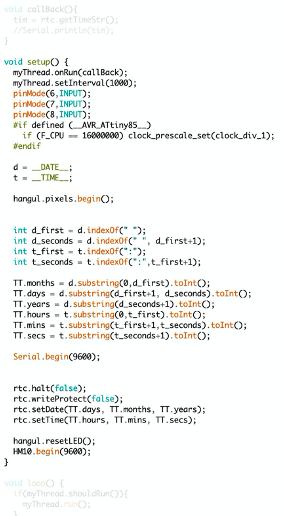 void callBack(){
  tim = rtc.getTimeStr();
  //Serial.println(tim);
}

void setup() {
  myThread.onRun(callBack);
  myThread.setInterval(1000);
  pinMode(6,INPUT);
  pinMode(7,INPUT);
  pinMode(8,INPUT);
  #if defined (__AVR_ATtiny85__)
    if (F_CPU == 16000000) clock_prescale_set(clock_div_1);
  #endif

  d = __DATE__;
  t = __TIME__;

  hangul.pixels.begin();

  int d_first = d.indexOf(" ");
  int d_seconds = d.indexOf(" ", d_first+1);
  int t_first = t.indexOf(":");
  int t_seconds = t.indexOf(":",t_first+1);

  TT.months = d.substring(0,d_first).toInt();
  TT.days = d.substring(d_first+1, d_seconds).toInt();
  TT.years = d.substring(d_seconds+1).toInt();
  TT.hours = t.substring(0,t_first).toInt();
  TT.mins = t.substring(t_first+1,t_seconds).toInt();
  TT.secs = t.substring(t_seconds+1).toInt();

  Serial.begin(9600);

  rtc.halt(false);
  rtc.writeProtect(false);
  rtc.setDate(TT.days, TT.months, TT.years);
  rtc.setTime(TT.hours, TT.mins, TT.secs);

  hangul.resetLED();
  HM10.begin(9600);
}

void loop() {
  if(myThread.shouldRun()){
    myThread.run();
  }